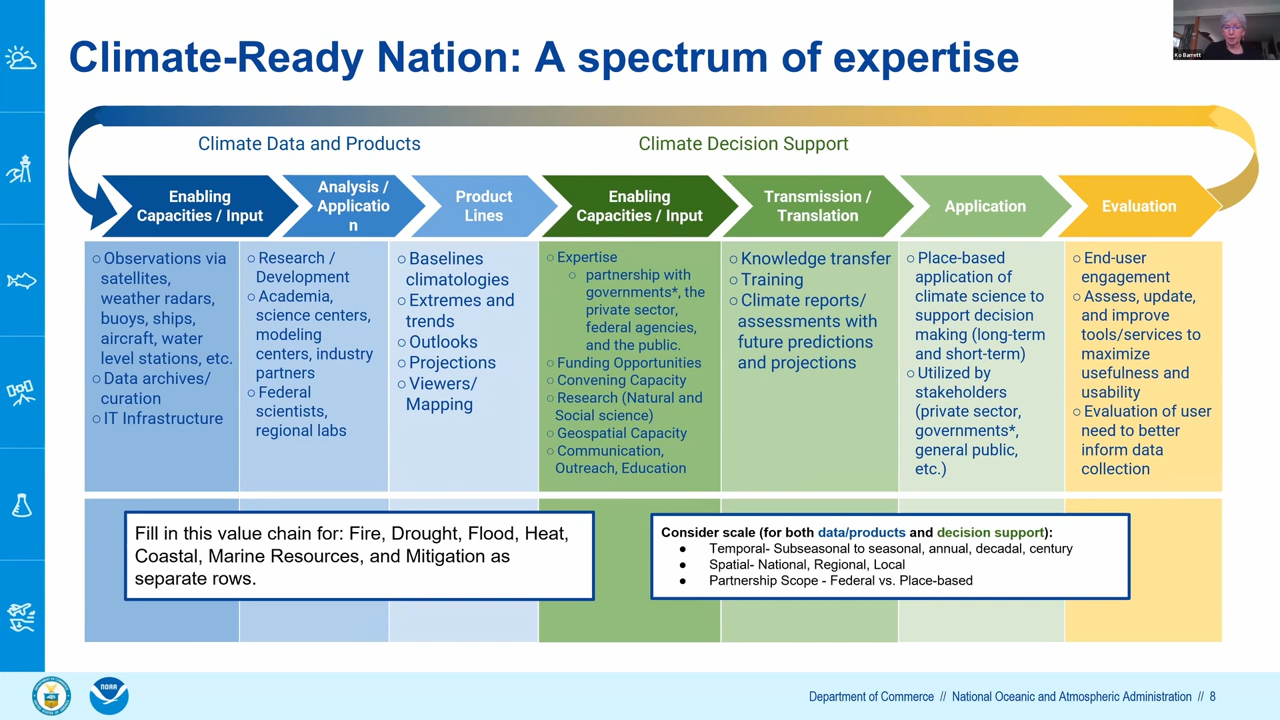 Climate-Ready Nation: A spectrum of expertise
Ko Barrett
Climate Data and Products
Climate Decision Support
Enabling
Capacities / Input
Analysis /
Applicatio
n
Product
Lines
Enabling
Capacities / Input
Transmission /
Translation
Application
Evaluation
○ Observations via
satellites,
weather radars,
buoys, ships,
aircraft, water
level stations, etc.
○ Data archives/
curation
○ IT Infrastructure
○ Research /
Development
○ Academia,
science centers,
modeling
centers, industry
partners
○ Federal
scientists,
regional labs
○ Baselines
climatologies
○ Extremes and
trends
○ Outlooks
○ Projections
○ Viewers/
Mapping
○ Expertise
○ partnership with
governments*, the
private sector,
federal agencies,
and the public.
○ Funding Opportunities
○ Convening Capacity
○ Research (Natural and
Social science)
○ Geospatial Capacity
○ Communication,
Outreach, Education
○ Knowledge transfer
○ Training
○ Climate reports/
assessments with
future predictions
and projections
○ Place-based
application of
climate science to
support decision
making (long-term
and short-term)
○ Utilized by
stakeholders
(private sector,
governments*,
general public,
etc.)
○ End-user
engagement
○ Assess, update,
and improve
tools/services to
maximize
usefulness and
usability
○ Evaluation of user
need to better
inform data
collection
Fill in this value chain for: Fire, Drought, Flood, Heat,
Coastal, Marine Resources, and Mitigation as
separate rows.
Consider scale (for both data/products and decision support):
● Temporal- Subseasonal to seasonal, annual, decadal, century
● Spatial- National, Regional, Local
● Partnership Scope - Federal vs. Place-based
NOAA
Department of Commerce // National Oceanic and Atmospheric Administration // 8